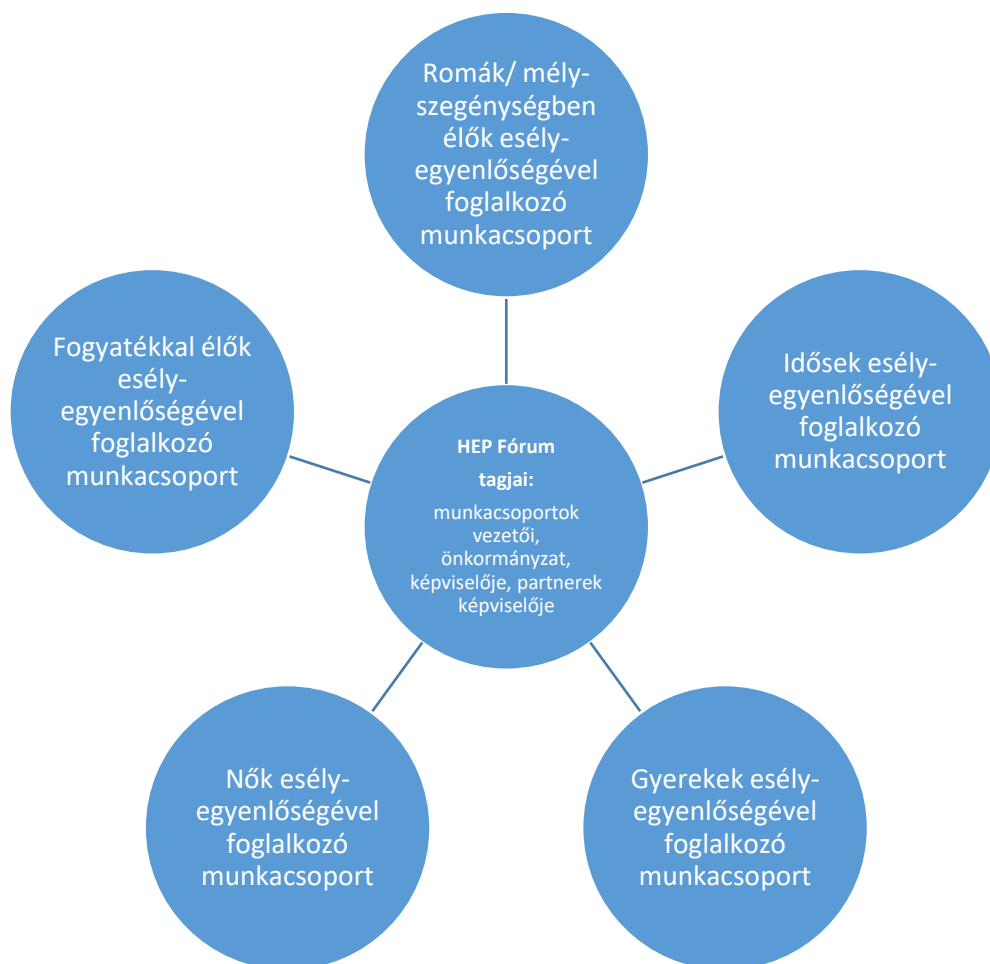 Romák/ mély-
szegénységben
élők esély-
egyenlőségével
foglalkozó
munkacsoport
Fogyatékkal élők
esély-
egyenlőségével
foglalkozó
munkacsoport
Idősek esély-
egyenlőségével
foglalkozó
munkacsoport
HEP Fórum
tagjai:
munkacsoportok
vezetői,
önkormányzat,
képviselője, partnerek
képviselője
Nők esély-
egyenlőségével
foglalkozó
munkacsoport
Gyerekek esély-
egyenlőségével
foglalkozó
munkacsoport